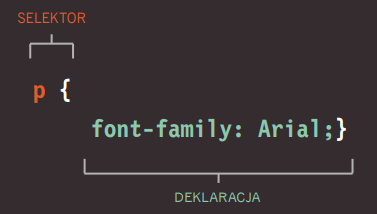 SELEKTOR
p {
font-family: Arial;}
DEKLARACJA